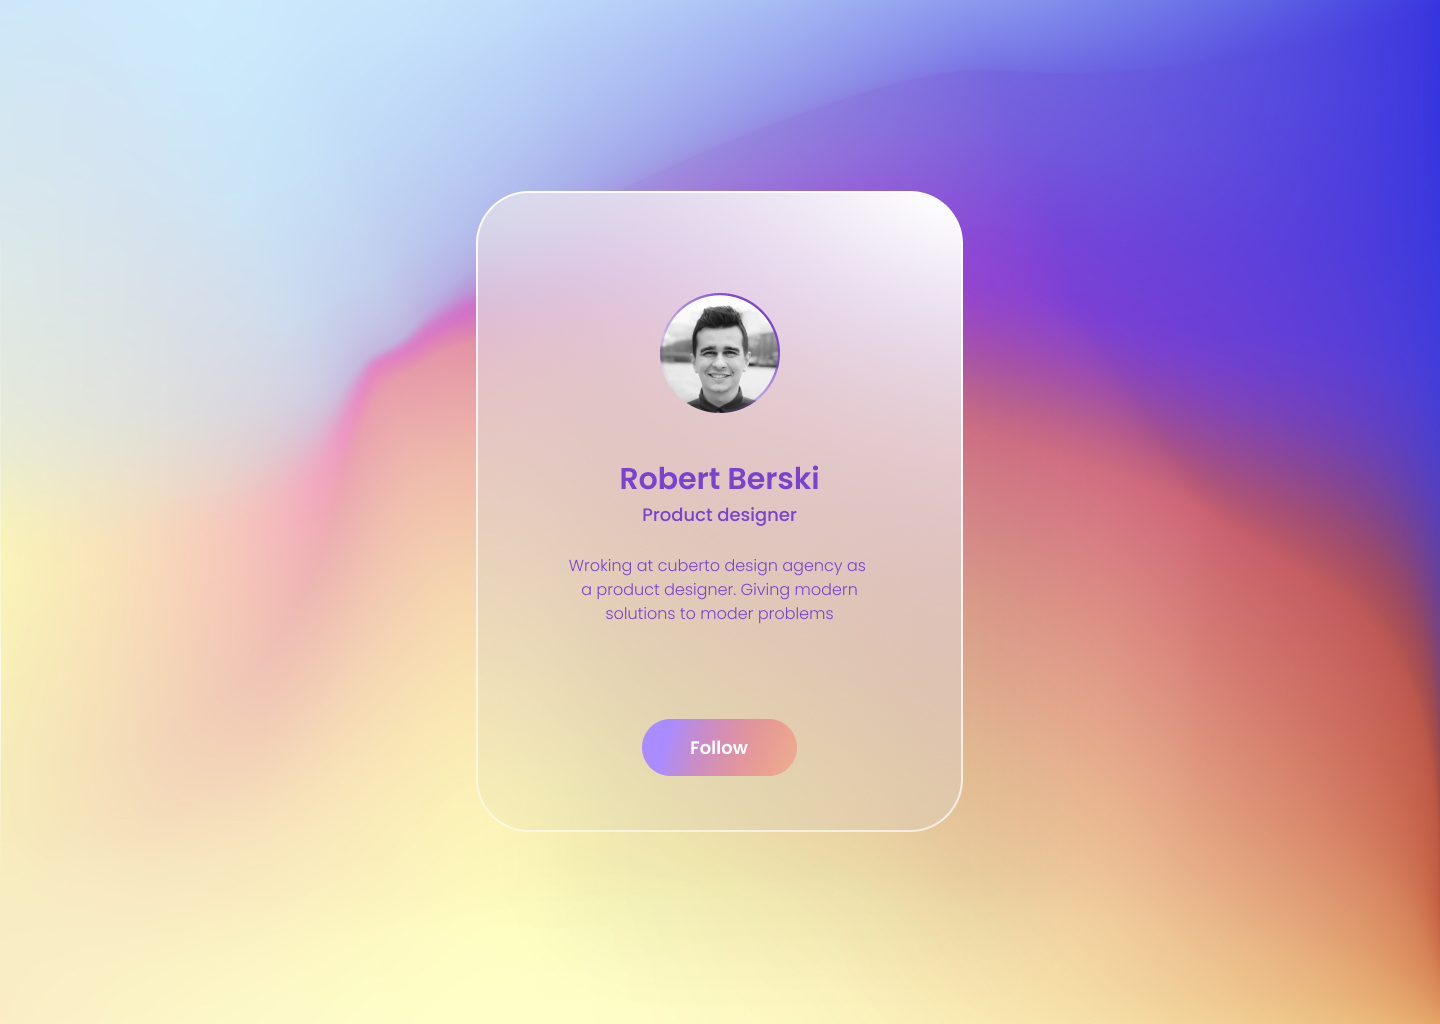 Robert Berski
Product designer
Wroking at cuberto design agency as
a product designer. Giving modern
solutions to moder problems
Follow